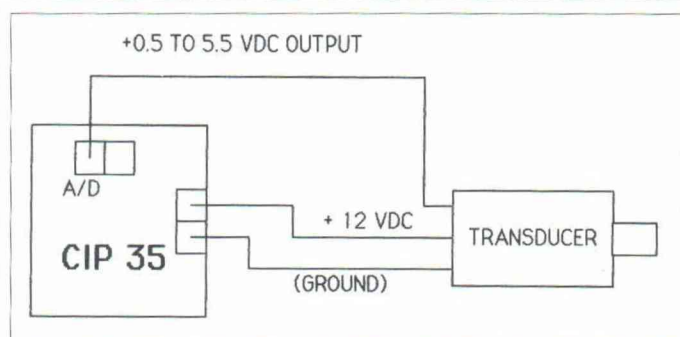 +0.5 TO 5.5 VDC OUTPUT
A/D
+ 12 VDC
TRANSDUCER
CIP 35
(GROUND)